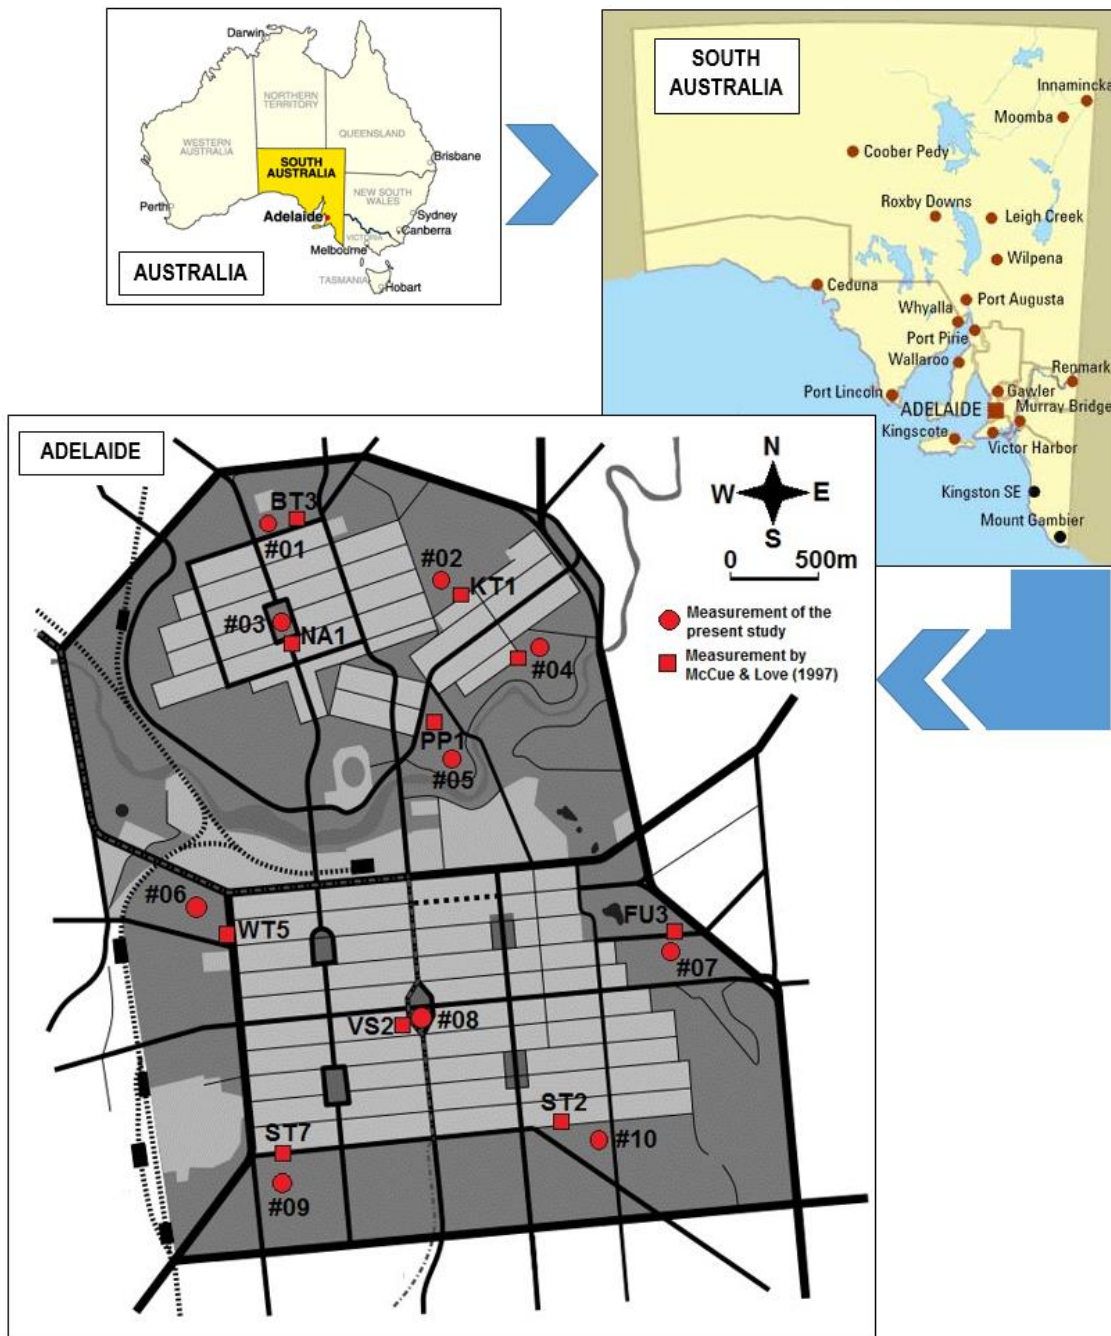 Darwin
NORTHERN
TERRITORY
QUEENSLAND
WESTERN
AUSTRALIA
SOUTH
AUSTRALIA
Brisbane
NEW SOUTH
WALES
Perth
Adelaide
Sydney
Canberra
VICTORIA
Melbourne
TASMANIA
Hobart
AUSTRALIA
SOUTH
AUSTRALIA
Innamincka
Moomba
Coober Pedy
Roxby Downs
Leigh Creek
Wilpena
Ceduna
Port Augusta
Whyalla
Port Pirie
Wallaroo
Renmark
Port Lincoln
Gawler
ADELAIDE
Murray Bridge
Kingscote
Victor Harbor
Kingston SE
Mount Gambier
ADELAIDE
N
W E
S
0 500m
Measurement of the
present study
Measurement by
McCue & Love (1997)
BT3
#01
#02
KT1
#03
NA1
#04
PP1
#05
#06
WT5
FU3
#07
VS2
#08
ST2
#10
ST7
#09